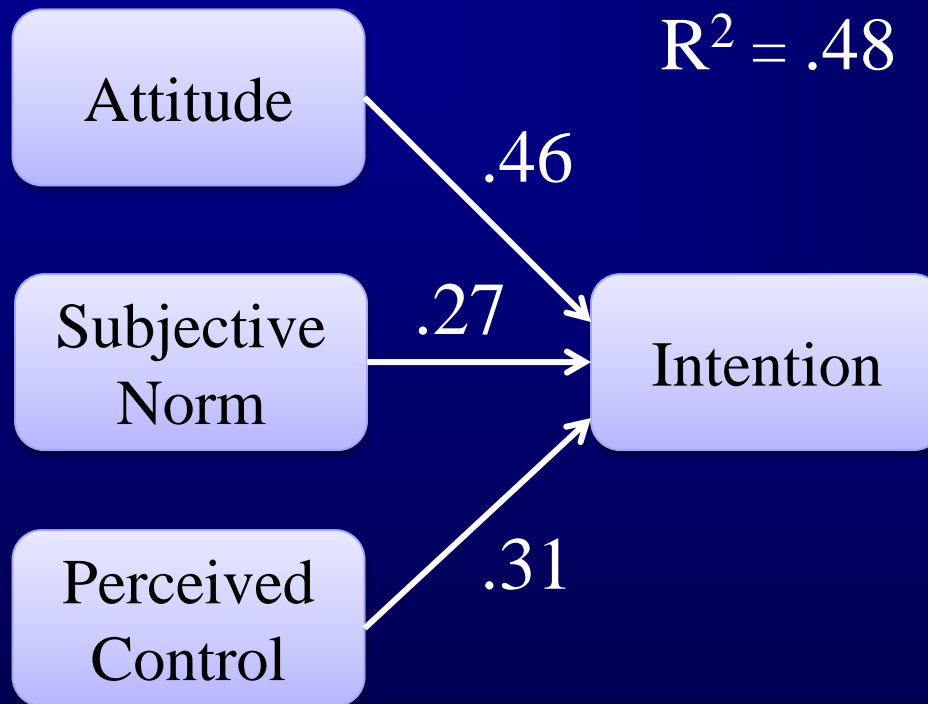 R² = .48
Attitude
.46
Subjective
Norm
.27
Intention
Perceived
Control
.31